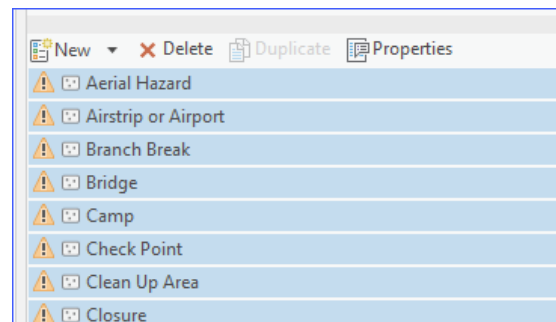 New Delete Duplicate Properties
Aerial Hazard
Airstrip or Airport
Branch Break
Bridge
Camp
Check Point
Clean Up Area
Closure